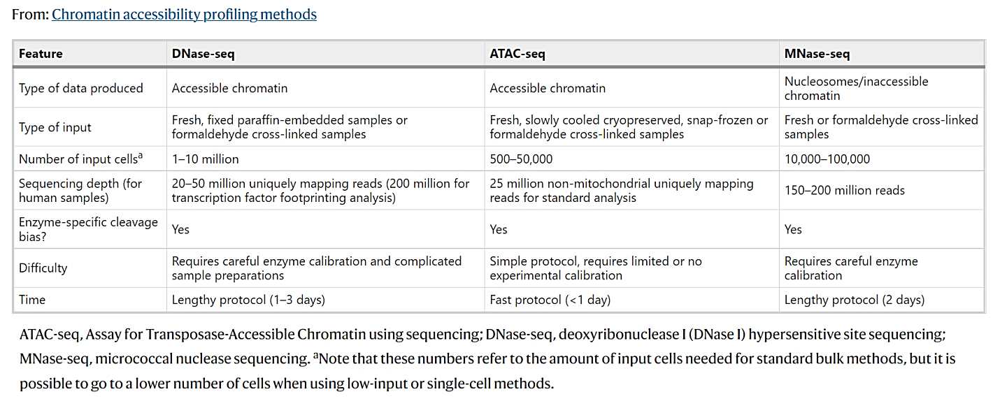 From: Chromatin accessibility profiling methods
Feature DNase-seq ATAC-seq MNase-seq
Type of data produced Accessible chromatin Accessible chromatin Nucleosomes/inaccessible
chromatin
Type of input Fresh, fixed paraffin-embedded samples or
formaldehyde cross-linked samples Fresh, slowly cooled cryopreserved, snap-frozen or
formaldehyde cross-linked samples Fresh or formaldehyde cross-linked
samples
Number of input cellsᵃ 1–10 million 500–50,000 10,000–100,000
Sequencing depth (for
human samples) 20–50 million uniquely mapping reads (200 million for
transcription factor footprinting analysis) 25 million non-mitochondrial uniquely mapping
reads for standard analysis 150–200 million reads
Enzyme-specific cleavage
bias? Yes Yes Yes
Difficulty Requires careful enzyme calibration and complicated
sample preparations Simple protocol, requires limited or no
experimental calibration Requires careful enzyme
calibration
Time Lengthy protocol (1–3 days) Fast protocol (<1 day) Lengthy protocol (2 days)
ATAC-seq, Assay for Transposase-Accessible Chromatin using sequencing; DNase-seq, deoxyribonuclease I (DNase I) hypersensitive site sequencing;
MNase-seq, micrococcal nuclease sequencing. ᵃNote that these numbers refer to the amount of input cells needed for standard bulk methods, but it is
possible to go to a lower number of cells when using low-input or single-cell methods.